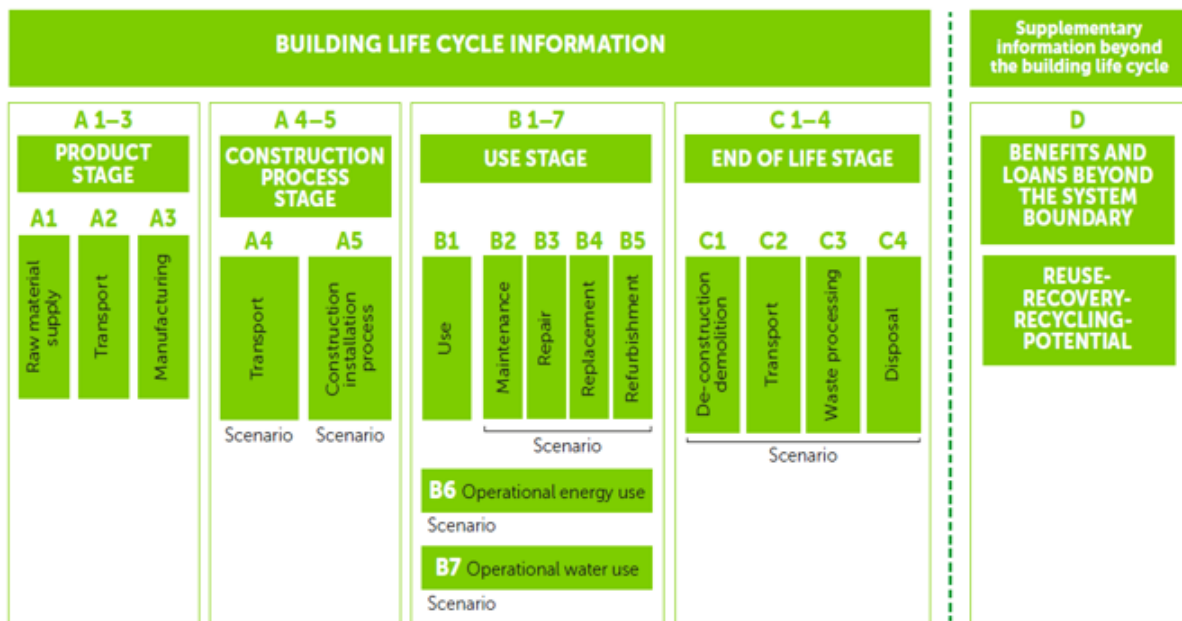 BUILDING LIFE CYCLE INFORMATION
Supplementary
information beyond
the building life cycle
A 1–3
PRODUCT
STAGE
A1
A2
A3
Raw material
supply
Transport
Manufacturing
A 4–5
CONSTRUCTION
PROCESS
STAGE
A4
A5
Transport
Construction
installation
process
Scenario
Scenario
B 1–7
USE STAGE
B1
B2
B3
B4
B5
Use
Maintenance
Repair
Replacement
Refurbishment
Scenario
B6 Operational energy use
Scenario
B7 Operational water use
Scenario
C 1–4
END OF LIFE STAGE
C1
C2
C3
C4
De-construction
demolition
Transport
Waste processing
Disposal
Scenario
D
BENEFITS AND
LOANS BEYOND
THE SYSTEM
BOUNDARY
REUSE-
RECOVERY-
RECYCLING-
POTENTIAL